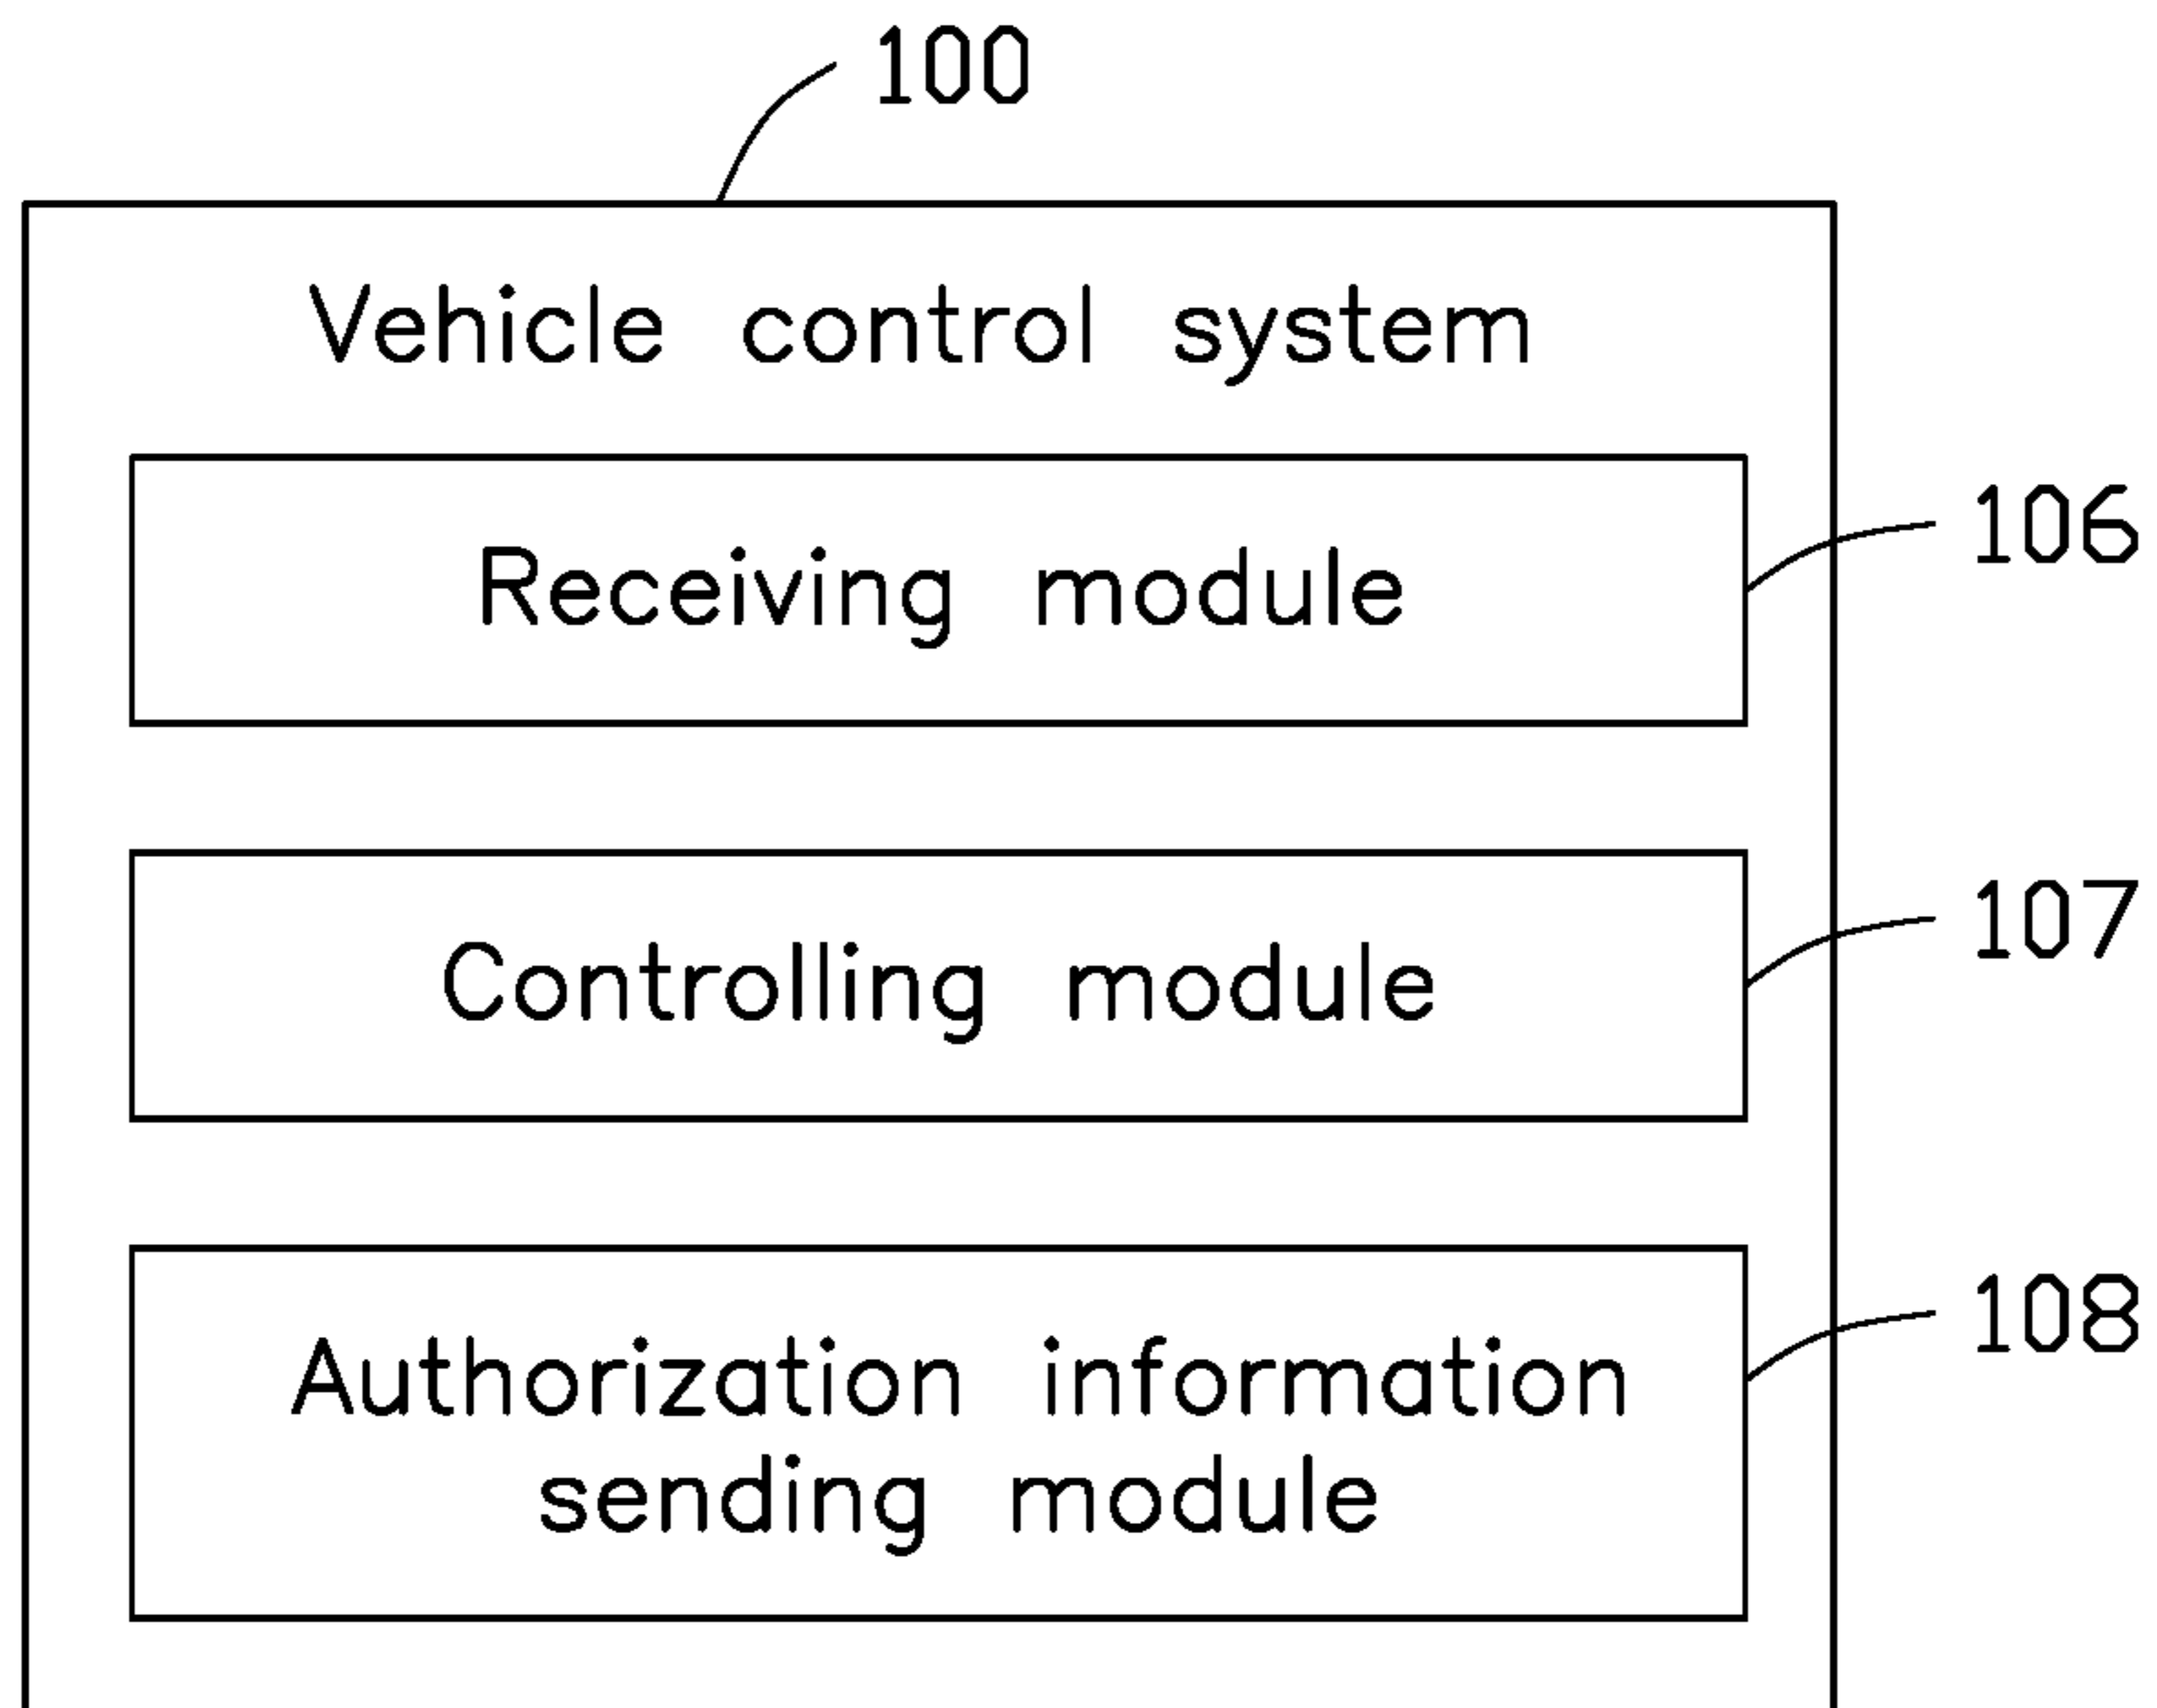 100
Vehicle control system
Receiving module
106
Controlling module
107
Authorization information
sending module
108